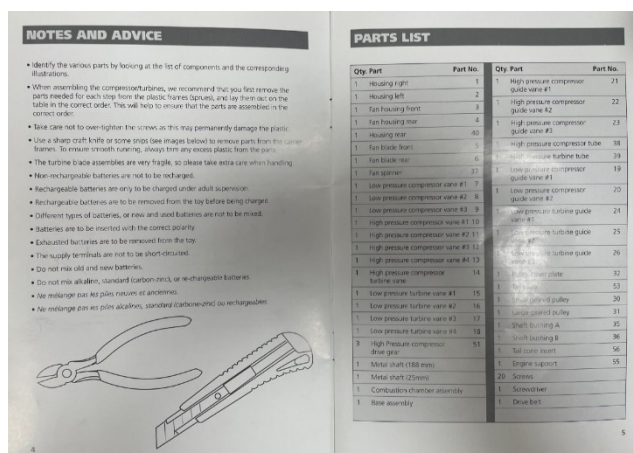 NOTES AND ADVICE
• Identify the various parts by looking at the list of components and the corresponding
illustrations.
• When assembling the compressor/turbines, we recommend that you first remove the
parts needed for each step from the plastic frames (sprues), and lay them out on the
table in the correct order. This will help to ensure that the parts are assembled in the
correct order.
• Take care not to over-tighten the screws as this may permanently damage the plastic.
• Use a sharp craft knife or some snips (see images below) to remove parts from the
frames. To ensure smooth running, always trim any excess plastic from the parts.
• The turbine blade assemblies are very fragile, so please take extra care when handling.
• Non-rechargeable batteries are not to be recharged.
• Rechargeable batteries are only to be charged under adult supervision.
• Rechargeable batteries are to be removed from the toy before being charged.
• Different types of batteries, or new and used batteries are not to be mixed.
• Batteries are to be inserted with the correct polarity.
• Exhausted batteries are to be removed from the toy.
• The supply terminals are not to be short-circuited.
• Do not mix old and new batteries.
• Do not mix alkaline, standard (carbon-zinc), or re-chargeable batteries
• Ne mélange pas les piles neuves et anciennes.
• Ne mélange pas les piles alcalines, standard (carbone-zinc) ou rechargeables
4
PARTS LIST
Qty. Part Part No.
1 Housing right 1
1 Housing left 2
1 Fan housing front 3
1 Fan housing rear 4
1 Housing rear 40
1 Fan blade front 5
1 Fan blade rear 6
1 Fan spinner 37
1 Low pressure compressor vane #1 7
1 Low pressure compressor vane #2 8
1 Low pressure compressor vane #3 9
1 High pressure compressor vane #1 10
1 High pressure compressor vane #2 11
1 High pressure compressor vane #3 12
1 High pressure compressor vane #4 13
1 High pressure compressor 14
turbine vane
1 Low pressure turbine vane #1 15
1 Low pressure turbine vane #2 16
1 Low pressure turbine vane #3 17
1 Low pressure turbine vane #4 18
3 High Pressure compressor
drive gear
1 Metal shaft (188 mm)
1 Metal shaft (25mm)
1 Combustion chamber assembly
1 Base assembly
Qty. Part Part No.
1 High pressure compressor 21
guide vane #1
1 High pressure compressor 22
guide vane #2
1 High pressure compressor 23
guide vane #3
1 High pressure compressor tube 38
1 High pressure turbine tube 39
1 Low pressure compressor 19
guide vane #1
1 Low pressure compressor 20
guide vane #2
Low pressure turbine guide 24
vane #1
pressure turbine guide 25
pressure turbine guide 26
vane #3
1 plate 32
53
1 Small geared pulley 30
1 Large geared pulley 31
1 Shaft bushing A 35
1 Shaft bushing B 36
1 Tail cone insert 56
1 Engine support 55
20 Screws
1 Screwdriver
1 Drive belt
5